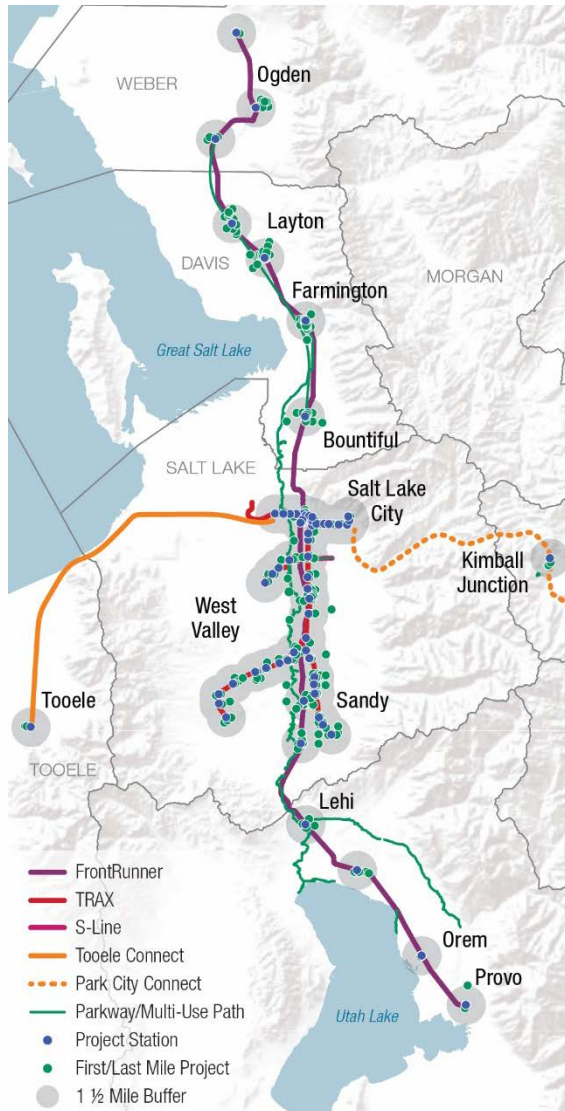 WEBER
Ogden
Layton
DAVIS
MORGAN
Farmington
Great Salt Lake
Bountiful
SALT LAKE
Salt Lake
City
Kimball
Junction
West
Valley
Tooele
Sandy
TOOELE
Lehi
FrontRunner
TRAX
S-Line
Tooele Connect
Park City Connect
Parkway/Multi-Use Path
Project Station
First/Last Mile Project
1 ½ Mile Buffer
Orem
Provo
Utah Lake